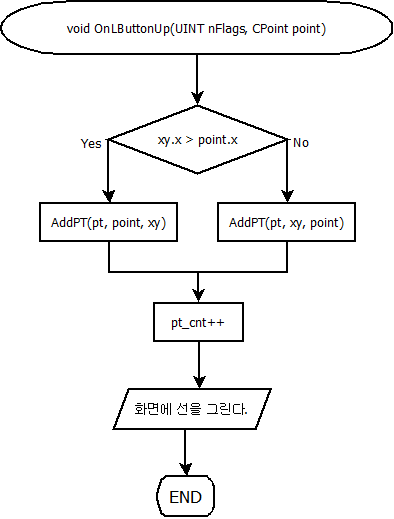 void OnLButtonUp(UINT nFlags, CPoint point)
xy.x > point.x
Yes
No
AddPT(pt, point, xy)
AddPT(pt, xy, point)
pt_cnt++
화면에 선을 그린다.
END